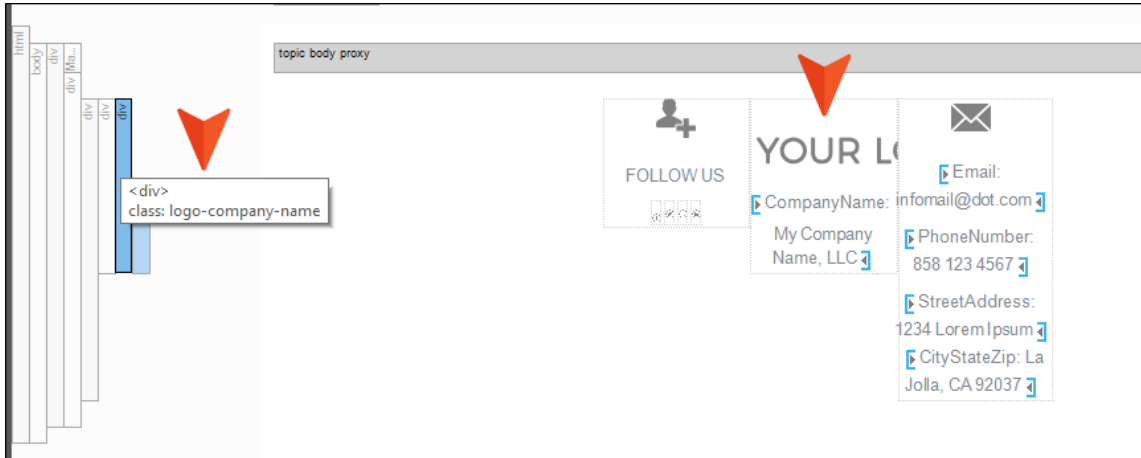 html
body
div
div Ma...
div
div
div
<div>
class: logo-company-name
topic body proxy
FOLLOW US
YOUR L
CompanyName:
My Company
Name, LLC
Email:
infomail@dot.com
PhoneNumber:
858 123 4567
StreetAddress:
1234 Lorem Ipsum
CityStateZip: La
Jolla, CA 92037